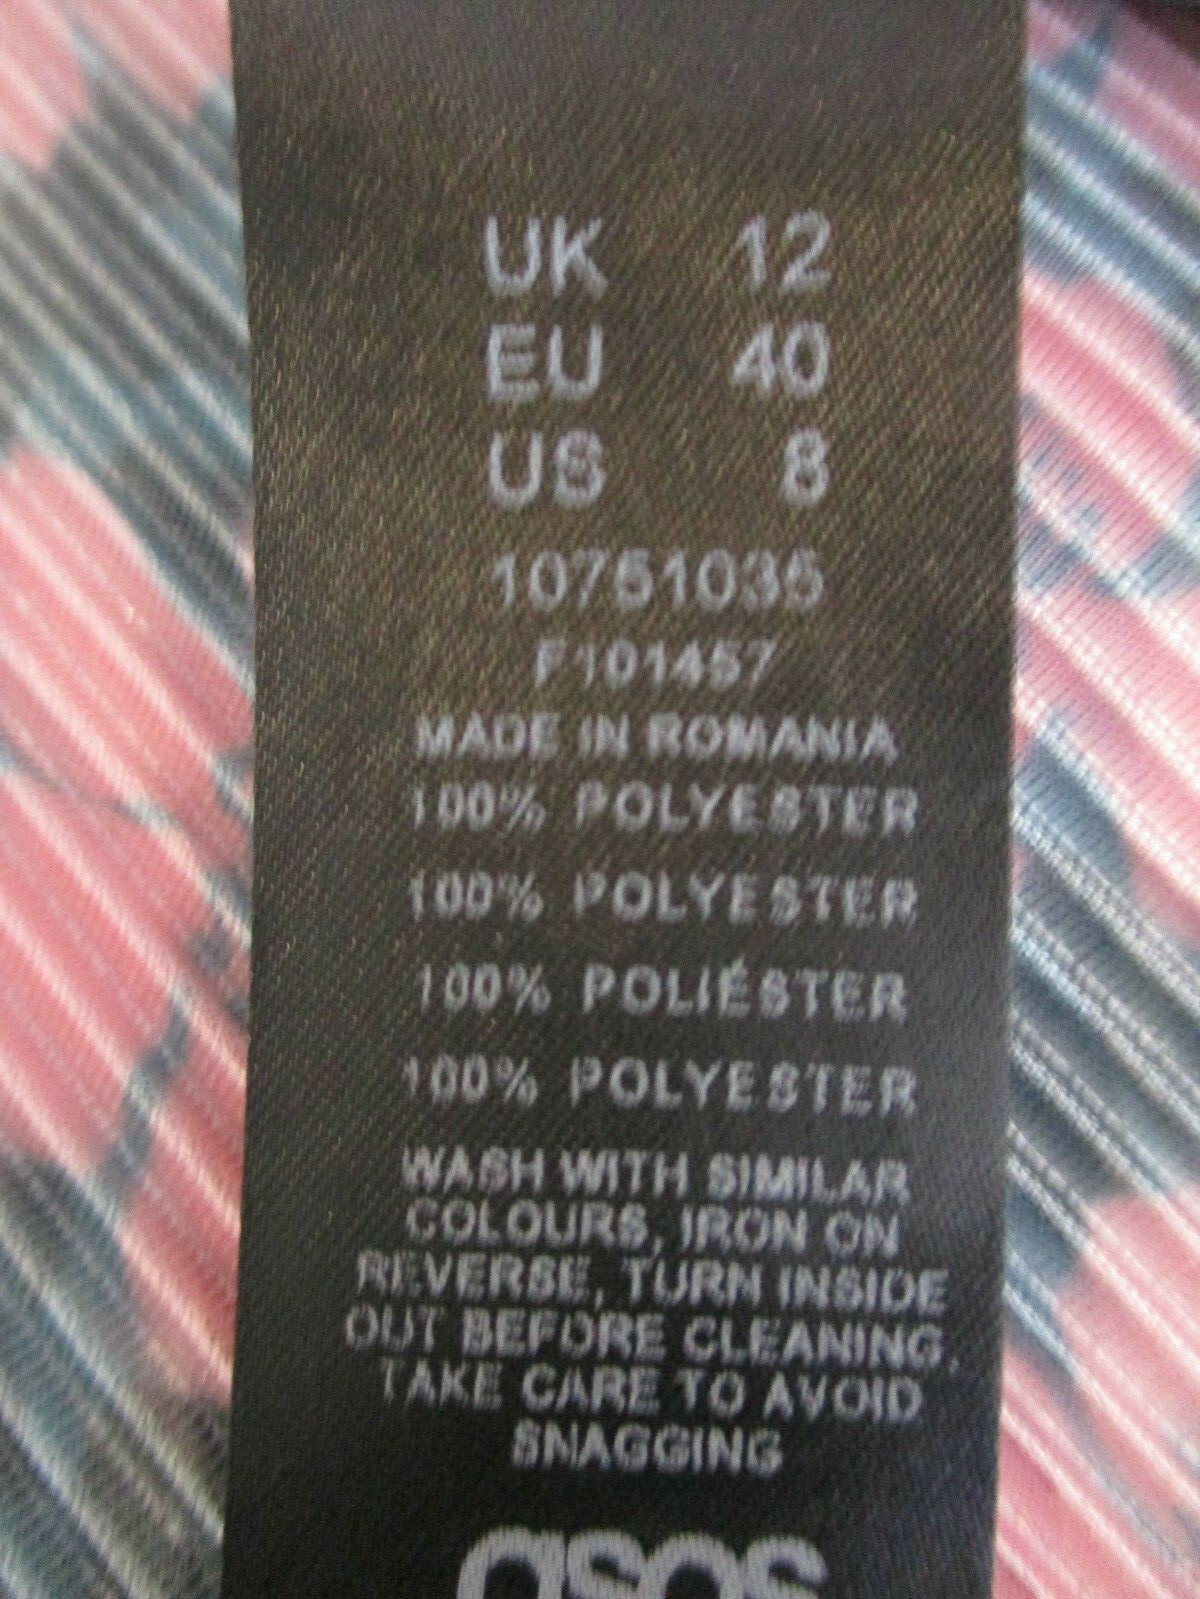 UK 12
EU 40
US 8
10751035
F101457
MADE IN ROMANIA
100% POLYESTER
100% POLYESTER
100% POLIÉSTER
100% POLYESTER
WASH WITH SIMILAR
COLOURS, IRON ON
REVERSE, TURN INSIDE
OUT BEFORE CLEANING.
TAKE CARE TO AVOID
SNAGGING
asos